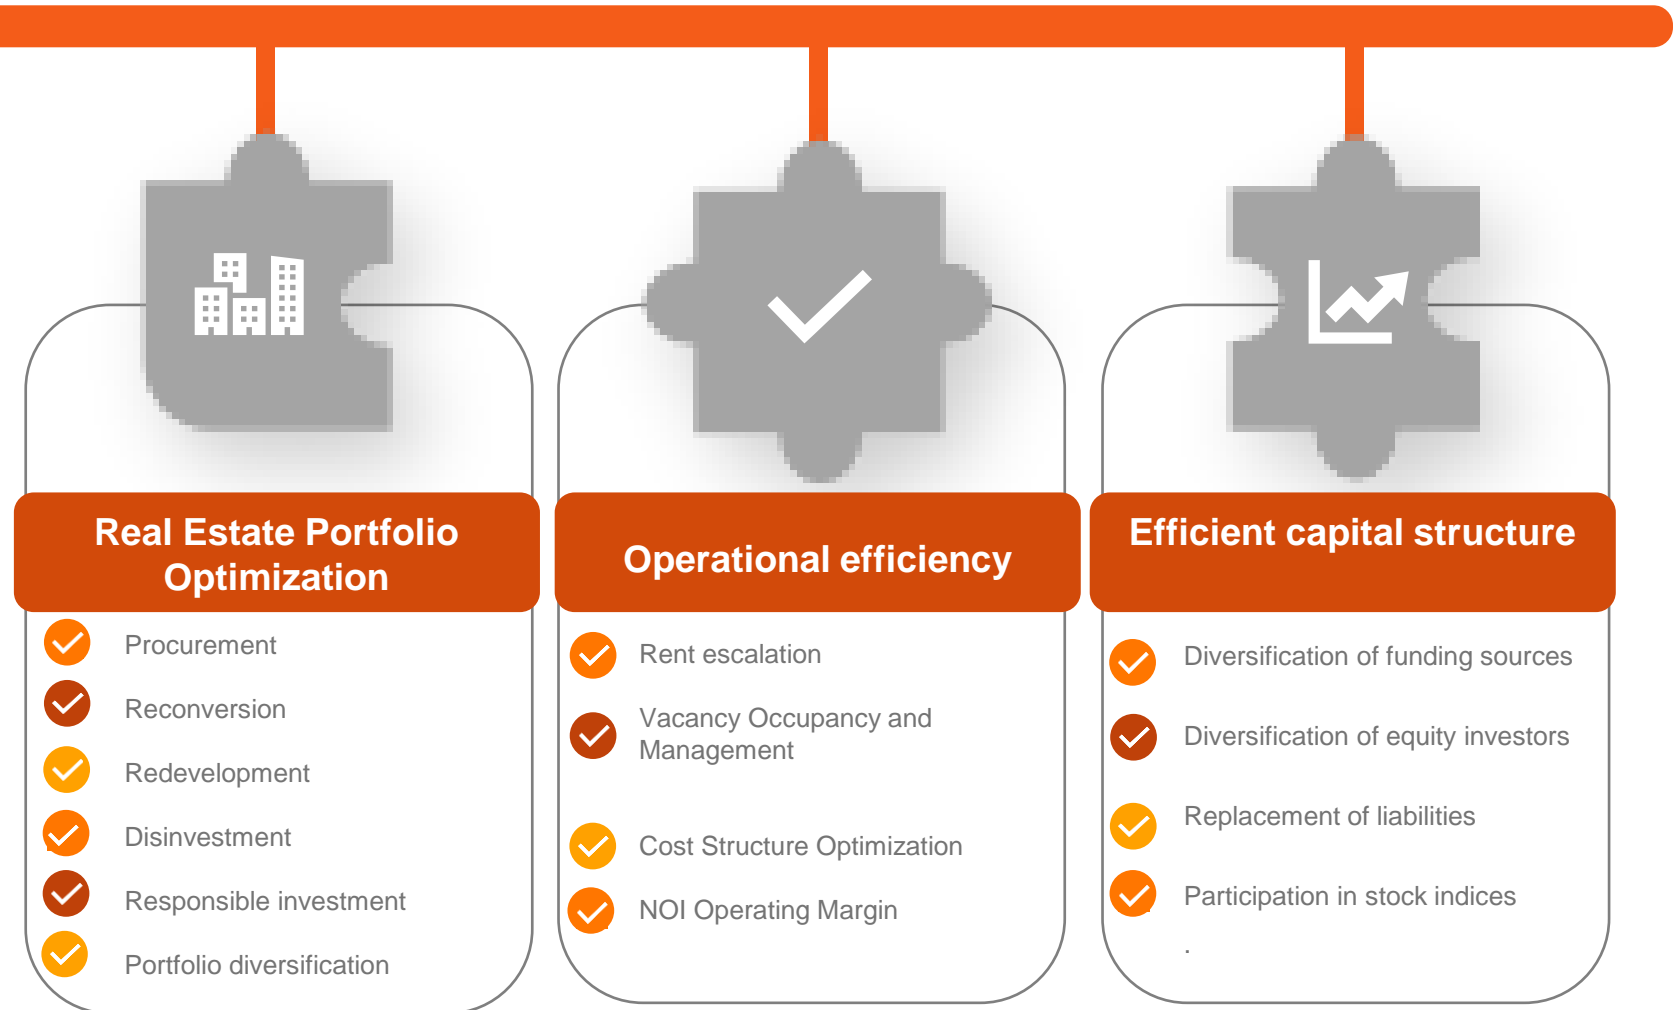 Real Estate Portfolio
Optimization
Procurement
Reconversion
Redevelopment
Disinvestment
Responsible investment
Portfolio diversification
Operational efficiency
Rent escalation
Vacancy Occupancy and
Management
Cost Structure Optimization
NOI Operating Margin
Efficient capital structure
Diversification of funding sources
Diversification of equity investors
Replacement of liabilities
Participation in stock indices
.